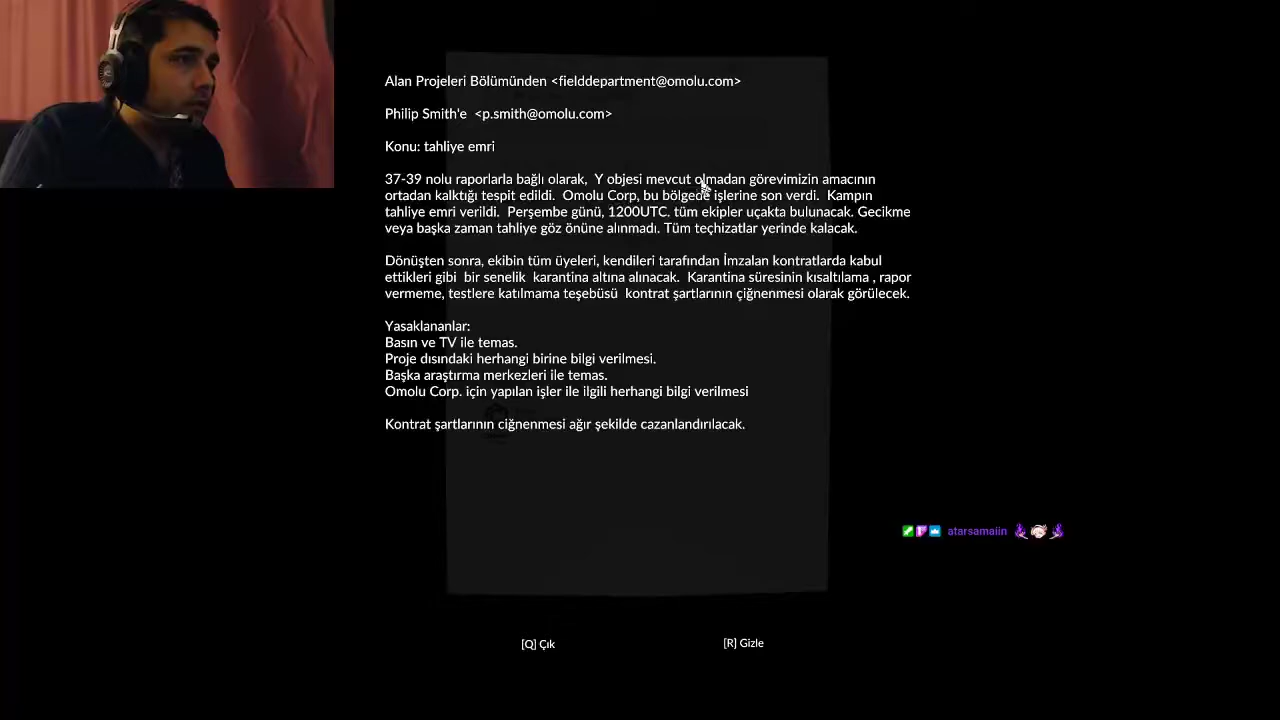 Alan Projeleri Bölümünden <fielddepartment@omolu.com>
Philip Smith'e <p.smith@omolu.com>
Konu: tahliye emri
37-39 nolu raporlarla bağlı olarak, Y objesi mevcut olmadan görevimizin amacının
ortadan kalktığı tespit edildi. Omolu Corp, bu bölgede işlerine son verdi. Kampın
tahliye emri verildi. Perşembe günü, 1200UTC. tüm ekipler uçakta bulunacak. Gecikme
veya başka zaman tahliye göz önüne alınmadı. Tüm teçhizatlar yerinde kalacak.
Dönüşten sonra, ekibin tüm üyeleri, kendileri tarafından İmzalan kontratlarda kabul
ettikleri gibi bir senelik karantina altına alınacak. Karantina süresinin kısaltılama , rapor
vermeme, testlere katılmama teşebüsü kontrat şartlarının çiğnenmesi olarak görülecek.
Yasaklananlar:
Basın ve TV ile temas.
Proje dısındaki herhangi birine bilgi verilmesi.
Başka araştırma merkezleri ile temas.
Omolu Corp. için yapılan işler ile ilgili herhangi bilgi verilmesi
Kontrat şartlarının ciğnenmesi ağır şekilde cazanlandırılacak.
atarsamaiin
[Q] Çık
[R] Gizle